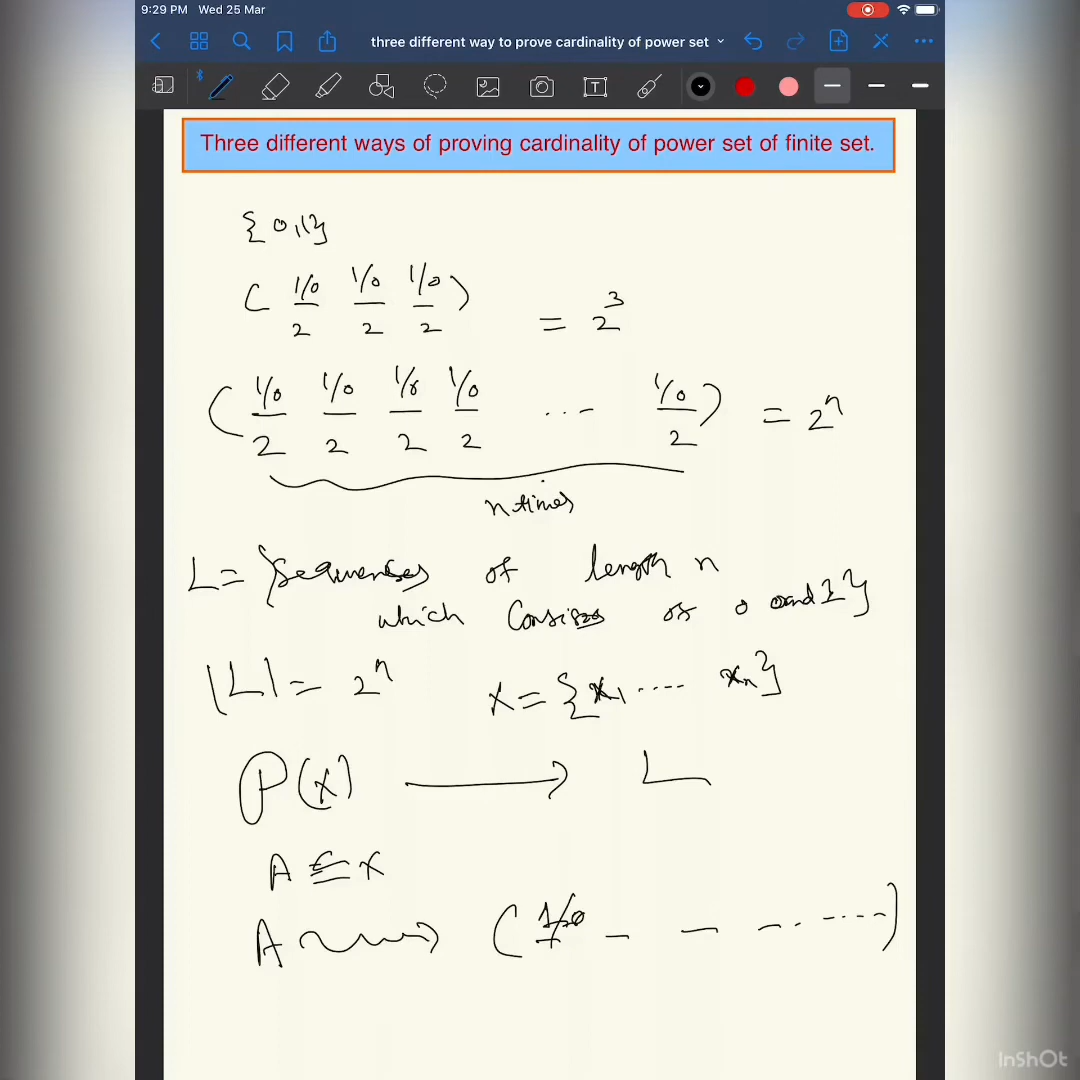 9:29 PM Wed 25 Mar
three different way to prove cardinality of power set
Three different ways of proving cardinality of power set of finite set.
{0,1}
( 1/0 1/0 1/0 ) = 2^3
2 2 2
( 1/0 1/0 1/0 1/0 ... 1/0 ) = 2^n
2 2 2 2 2
n times
L = {sequences of length n
which consists of 0 and 1}
|L| = 2^n X = {x_1 ..... x_n}
P(X) ⟶ L
A ⊆ X
A ⇝ ( 1/0 _ _ _ ..... )
InShOt